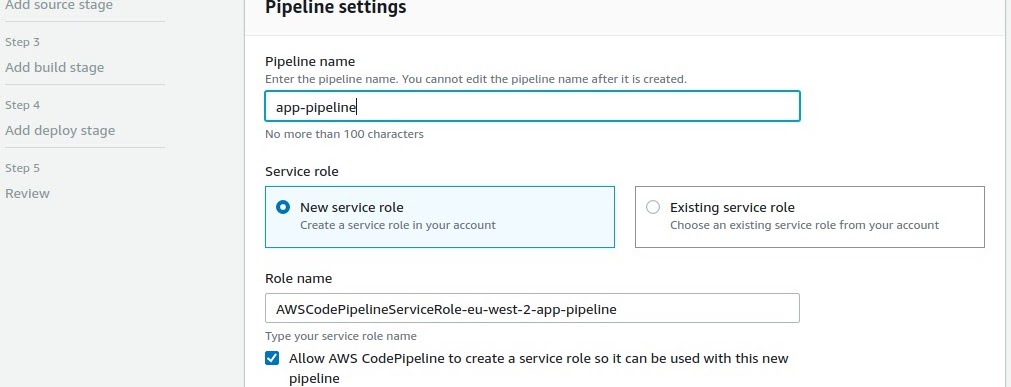 Add source stage
Step 3
Add build stage
Step 4
Add deploy stage
Step 5
Review
Pipeline settings
Pipeline name
Enter the pipeline name. You cannot edit the pipeline name after it is created.
app-pipeline
No more than 100 characters
Service role
New service role
Create a service role in your account
Existing service role
Choose an existing service role from your account
Role name
AWSCodePipelineServiceRole-eu-west-2-app-pipeline
Type your service role name
Allow AWS CodePipeline to create a service role so it can be used with this new
pipeline